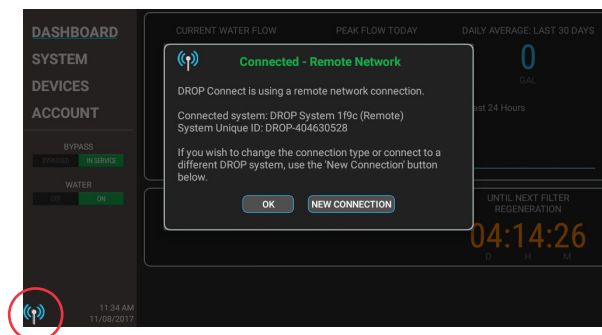 DASHBOARD
SYSTEM
DEVICES
ACCOUNT
BYPASS
BYPASSED IN SERVICE
WATER
OFF ON
11:34 AM
11/08/2017
CURRENT WATER FLOW
PEAK FLOW TODAY
DAILY AVERAGE: LAST 30 DAYS
0
GAL
Last 24 Hours
Connected - Remote Network
DROP Connect is using a remote network connection.
Connected system: DROP System 1f9c (Remote)
System Unique ID: DROP-404630528
If you wish to change the connection type or connect to a
different DROP system, use the 'New Connection' button
below.
OK NEW CONNECTION
UNTIL NEXT FILTER
REGENERATION
04:14:26
D H M